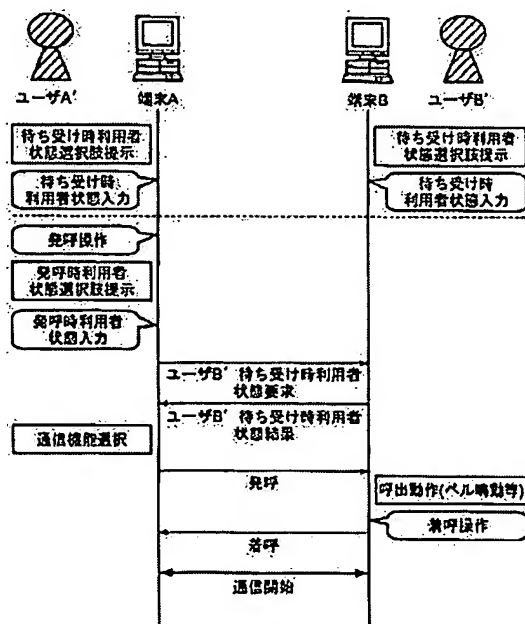 ユーザA'
端末A
端末B
ユーザB'
待ち受け時利用者
状態選択肢提示
待ち受け時利用者
状態選択肢提示
待ち受け時
利用者状態入力
待ち受け時
利用者状態入力
発呼操作
発呼時利用者
状態選択肢提示
発呼時利用者
状態入力
ユーザB' 待ち受け時利用者
状態要求
ユーザB' 待ち受け時利用者
状態結果
通信機能選択
発呼
呼出動作(ベル鳴動等)
着呼操作
着呼
通信開始